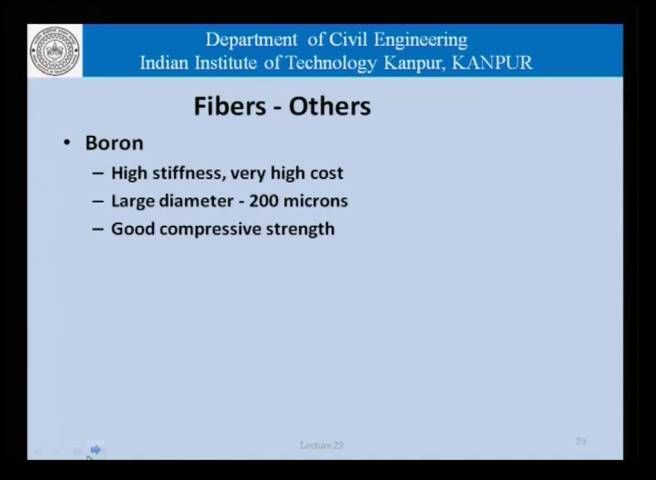 Department of Civil Engineering
Indian Institute of Technology Kanpur, KANPUR
Fibers - Others
• Boron
– High stiffness, very high cost
– Large diameter - 200 microns
– Good compressive strength
Lecture 29
29